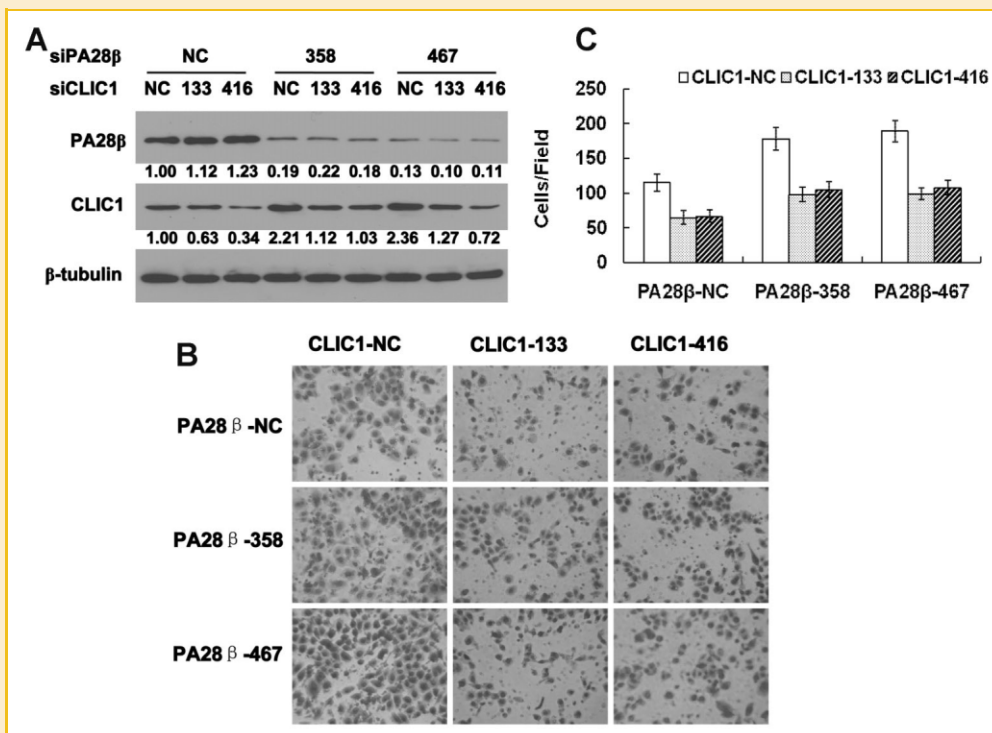 A
siPA28β NC 358 467
siCLIC1 NC 133 416 NC 133 416 NC 133 416
PA28β
1.00 1.12 1.23 0.19 0.22 0.18 0.13 0.10 0.11
CLIC1
1.00 0.63 0.34 2.21 1.12 1.03 2.36 1.27 0.72
β-tubulin
C
CLIC1-NC CLIC1-133 CLIC1-416
Cells/Field
250
200
150
100
50
0
PA28β-NC PA28β-358 PA28β-467
B
CLIC1-NC CLIC1-133 CLIC1-416
PA28 β -NC
PA28 β -358
PA28 β -467